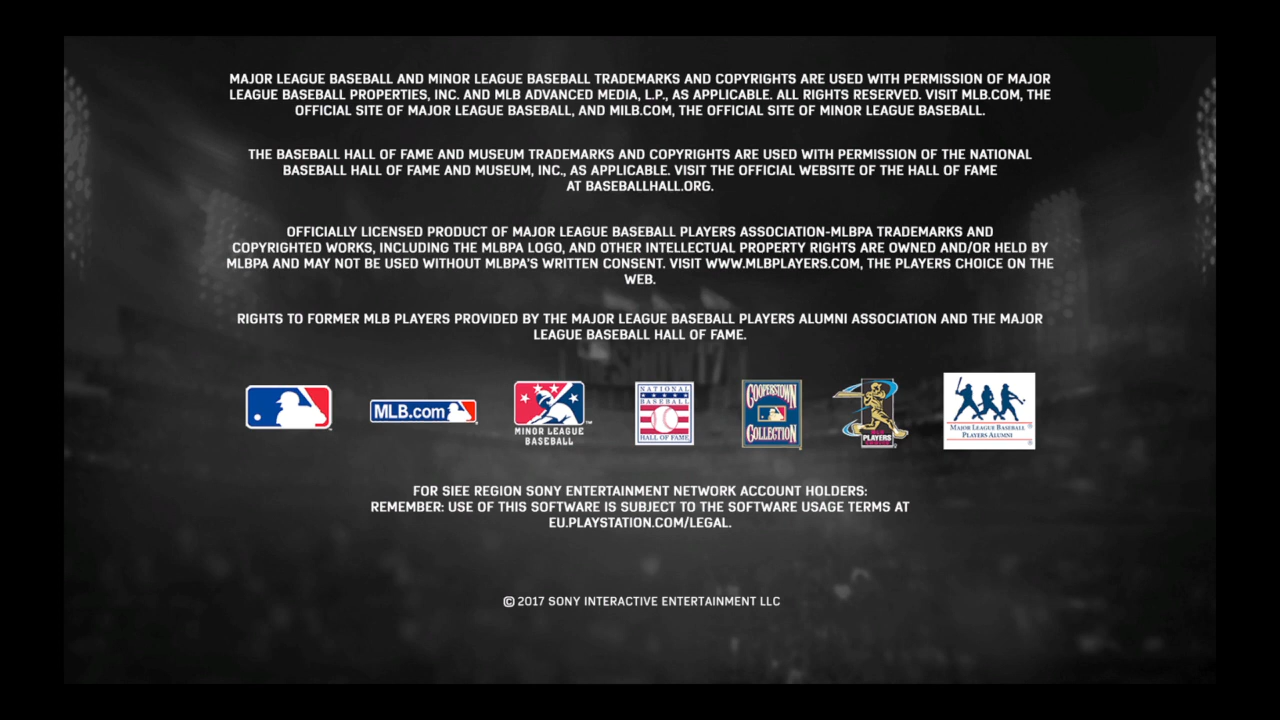 MAJOR LEAGUE BASEBALL AND MINOR LEAGUE BASEBALL TRADEMARKS AND COPYRIGHTS ARE USED WITH PERMISSION OF MAJOR
LEAGUE BASEBALL PROPERTIES, INC. AND MLB ADVANCED MEDIA, L.P., AS APPLICABLE. ALL RIGHTS RESERVED. VISIT MLB.COM, THE
OFFICIAL SITE OF MAJOR LEAGUE BASEBALL, AND MILB.COM, THE OFFICIAL SITE OF MINOR LEAGUE BASEBALL.
THE BASEBALL HALL OF FAME AND MUSEUM TRADEMARKS AND COPYRIGHTS ARE USED WITH PERMISSION OF THE NATIONAL
BASEBALL HALL OF FAME AND MUSEUM, INC., AS APPLICABLE. VISIT THE OFFICIAL WEBSITE OF THE HALL OF FAME
AT BASEBALLHALL.ORG.
OFFICIALLY LICENSED PRODUCT OF MAJOR LEAGUE BASEBALL PLAYERS ASSOCIATION-MLBPA TRADEMARKS AND
COPYRIGHTED WORKS, INCLUDING THE MLBPA LOGO, AND OTHER INTELLECTUAL PROPERTY RIGHTS ARE OWNED AND/OR HELD BY
MLBPA AND MAY NOT BE USED WITHOUT MLBPA'S WRITTEN CONSENT. VISIT WWW.MLBPLAYERS.COM, THE PLAYERS CHOICE ON THE
WEB.
RIGHTS TO FORMER MLB PLAYERS PROVIDED BY THE MAJOR LEAGUE BASEBALL PLAYERS ALUMNI ASSOCIATION AND THE MAJOR
LEAGUE BASEBALL HALL OF FAME.
MLB.com
MINOR LEAGUE
BASEBALL
NATIONAL
BASEBALL
HALL OF FAME
COOPERSTOWN
COLLECTION
PLAYERS
MAJOR LEAGUE BASEBALL
PLAYERS ALUMNI
FOR SIEE REGION SONY ENTERTAINMENT NETWORK ACCOUNT HOLDERS:
REMEMBER: USE OF THIS SOFTWARE IS SUBJECT TO THE SOFTWARE USAGE TERMS AT
EU.PLAYSTATION.COM/LEGAL.
© 2017 SONY INTERACTIVE ENTERTAINMENT LLC